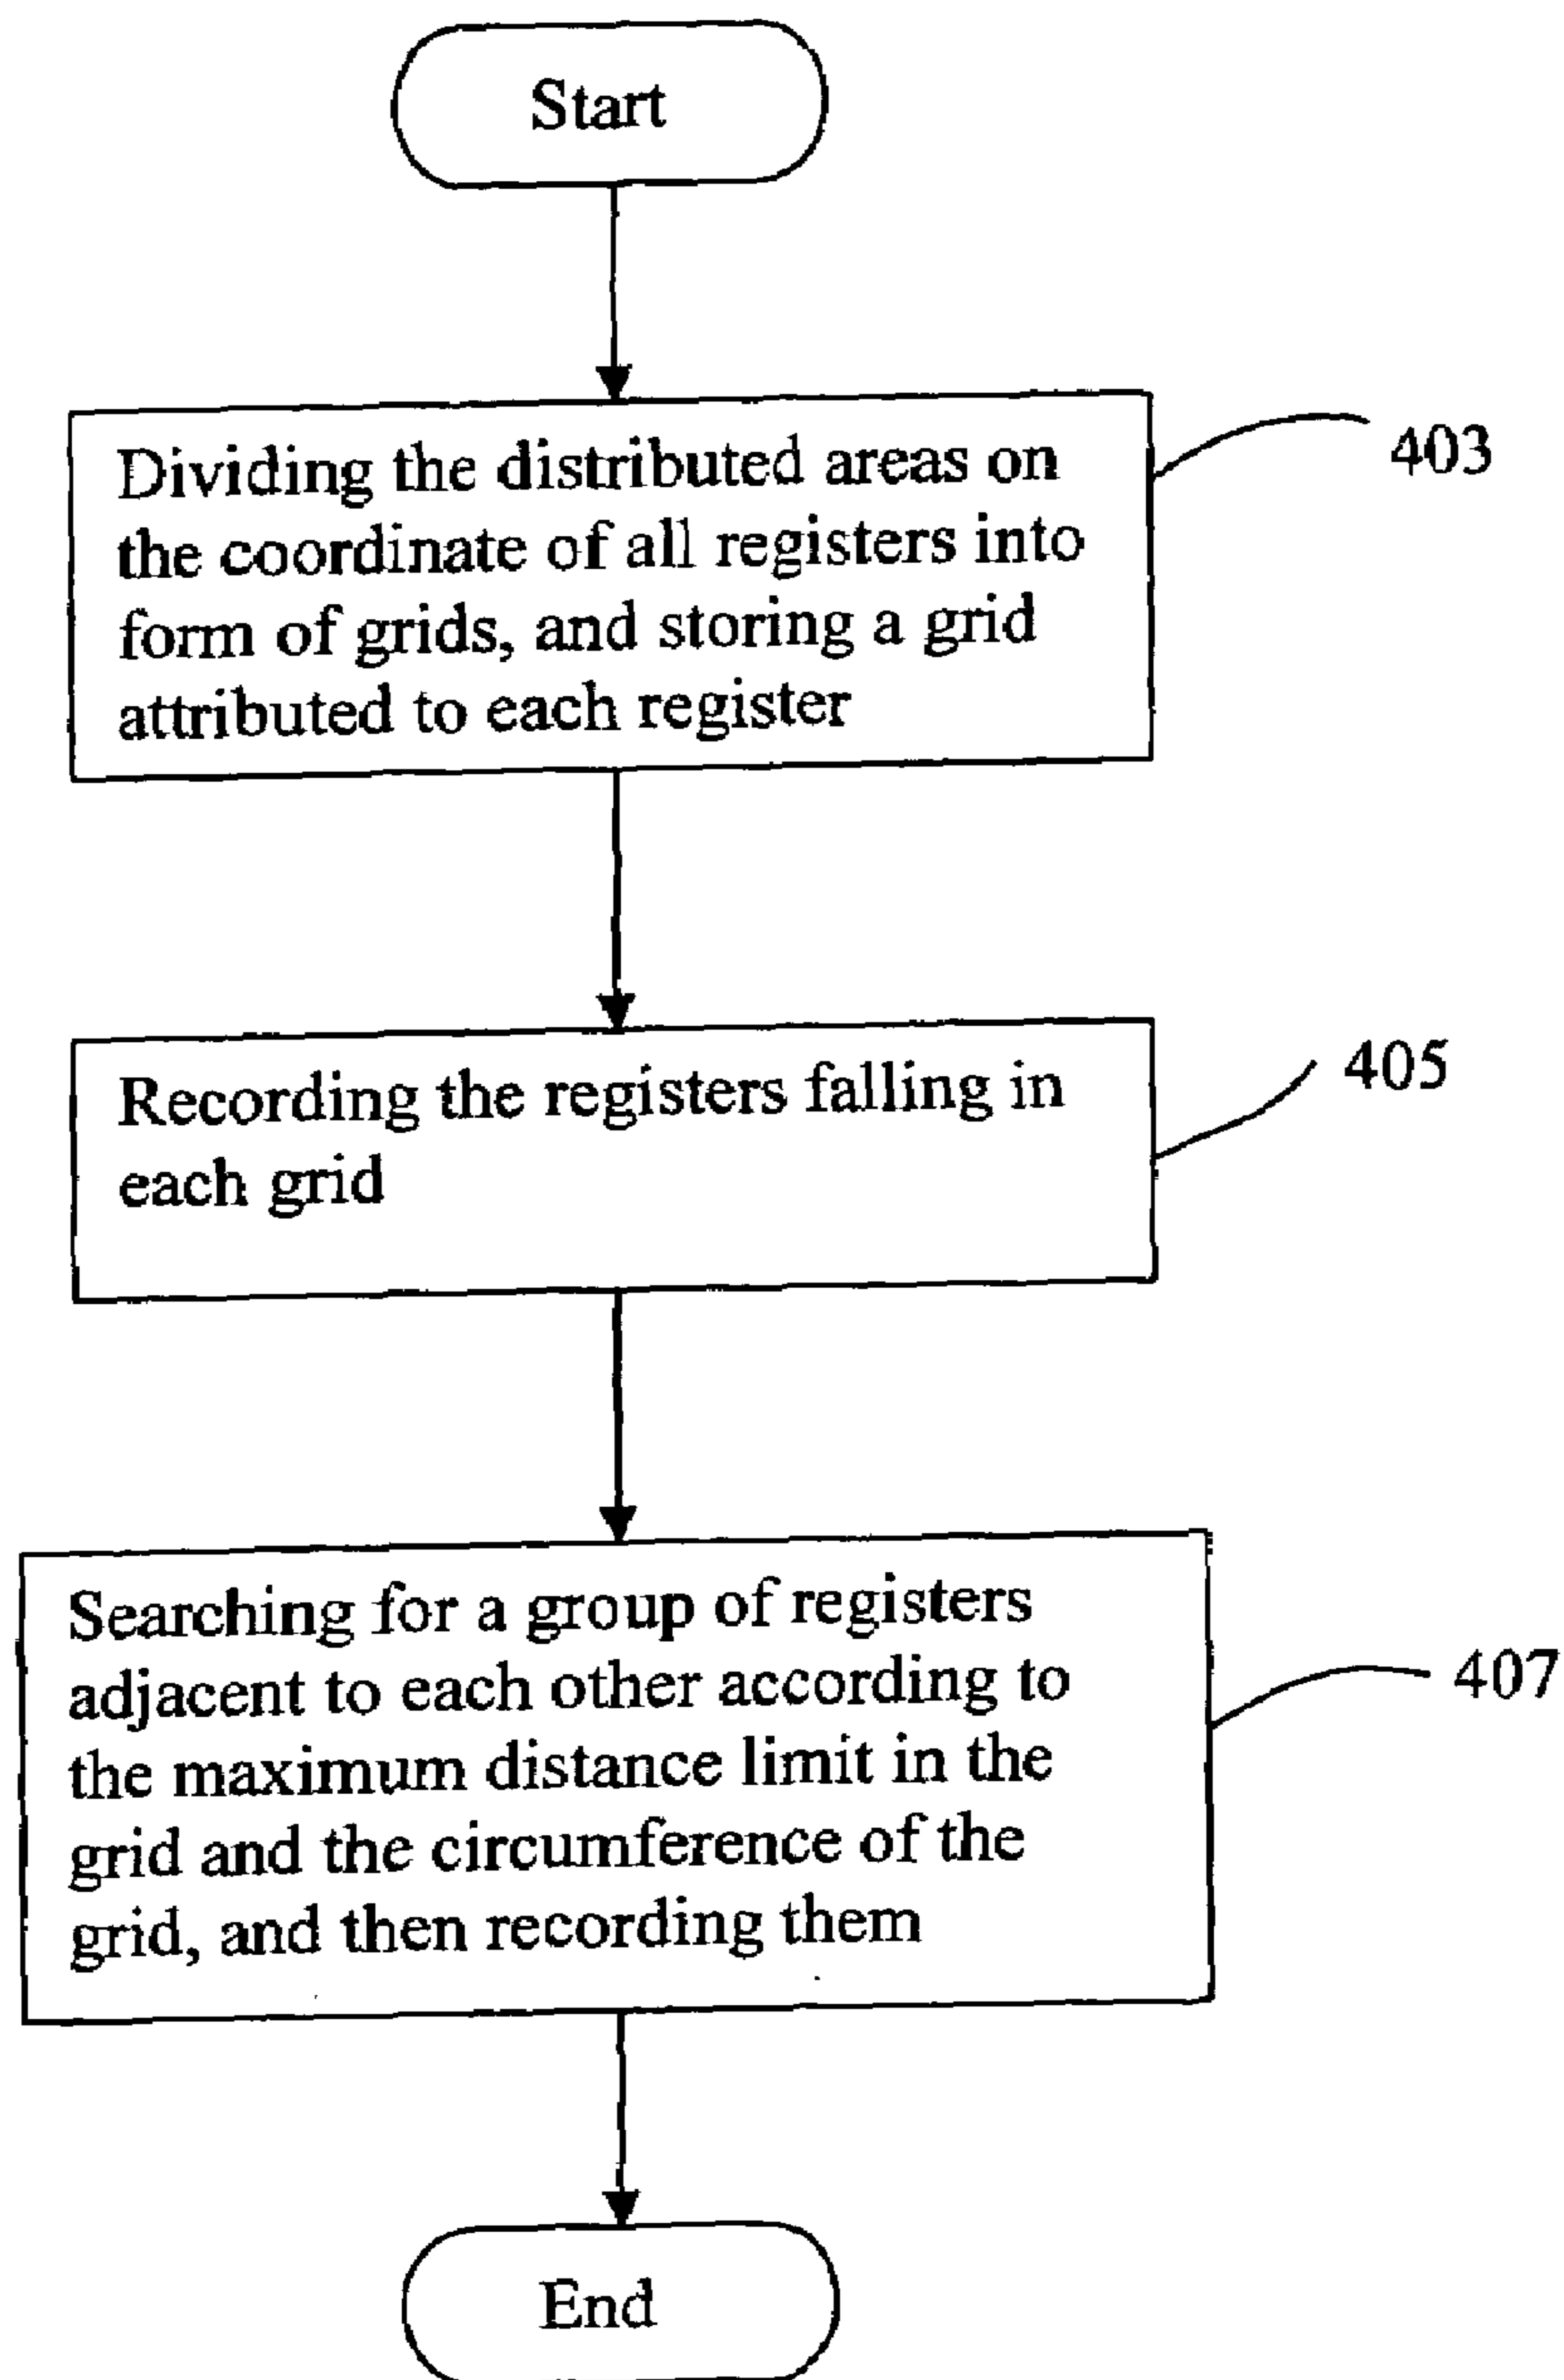 Start
Dividing the distributed areas on
the coordinate of all registers into
form of grids, and storing a grid
attributed to each register
403
Recording the registers falling in
each grid
405
Searching for a group of registers
adjacent to each other according to
the maximum distance limit in the
grid and the circumference of the
grid, and then recording them
407
End